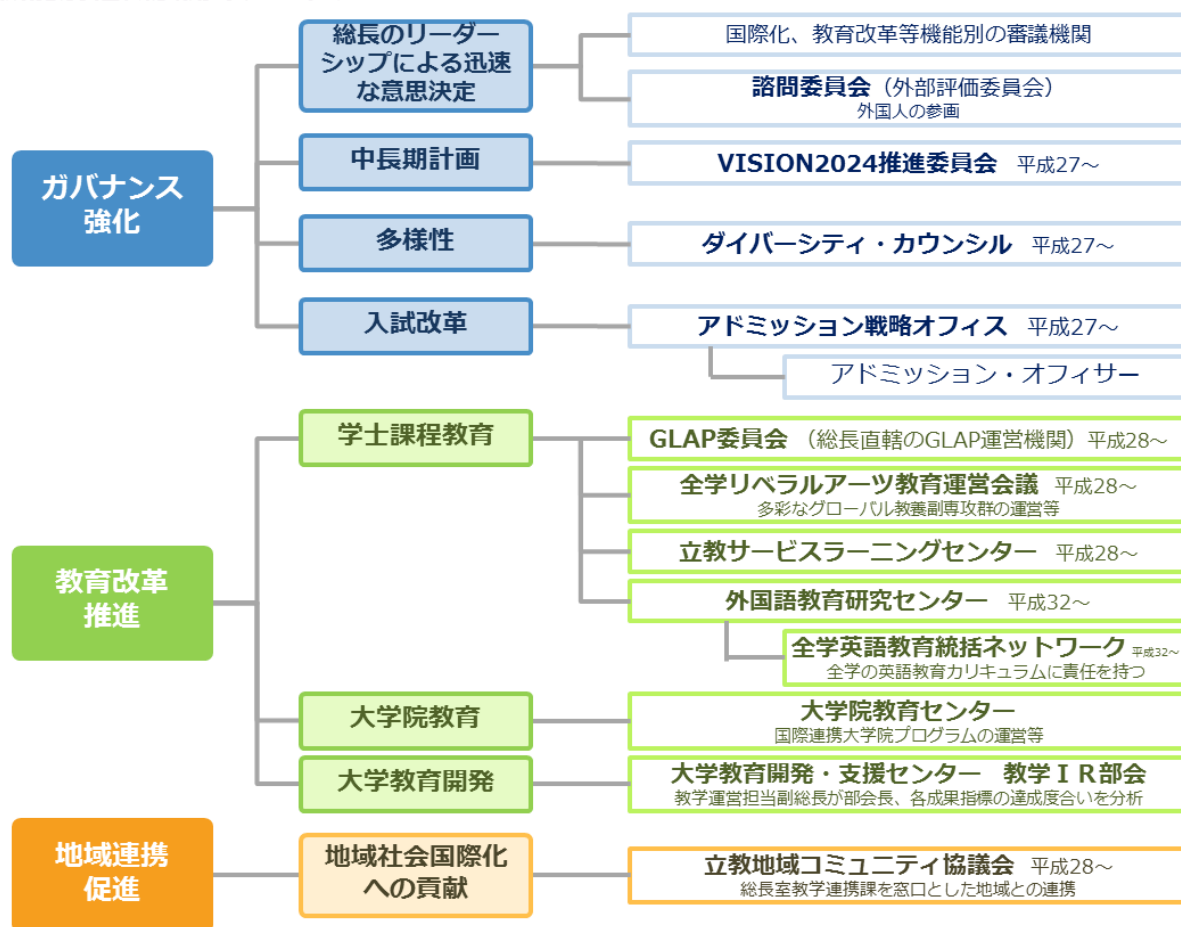 ガバナンス
強化
総長のリーダー
シップによる迅速
な意思決定
国際化、教育改革等機能別の審議機関
諮問委員会（外部評価委員会）
外国人の参画
中長期計画
VISION2024推進委員会 平成27～
多様性
ダイバーシティ・カウンシル 平成27～
入試改革
アドミッション戦略オフィス 平成27～
アドミッション・オフィサー
教育改革
推進
学士課程教育
GLAP委員会 （総長直轄のGLAP運営機関）平成28～
全学リベラルアーツ教育運営会議 平成28～
多彩なグローバル教養副専攻群の運営等
立教サービスラーニングセンター 平成28～
外国語教育研究センター 平成32～
全学英語教育統括ネットワーク 平成32～
全学の英語教育カリキュラムに責任を持つ
大学院教育
大学院教育センター
国際連携大学院プログラムの運営等
大学教育開発
大学教育開発・支援センター 教学ＩＲ部会
教学運営担当副総長が部会長、各成果指標の達成度合いを分析
地域連携
促進
地域社会国際化
への貢献
立教地域コミュニティ協議会 平成28～
総長室教学連携課を窓口とした地域との連携